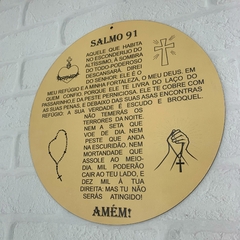 SALMO 91
AQUELE QUE HABITA
NO ESCONDERIJO DO
ALTÍSSIMO, À SOMBRA
DO TODO-PODEROSO
DESCANSARÁ. DIREI
DO SENHOR: ELE É O
MEU REFÚGIO E A MINHA FORTALEZA, O MEU DEUS, EM
QUEM CONFIO. PORQUE ELE TE LIVRA DO LAÇO DO
PASSARINHO, E DA PESTE PERNICIOSA. ELE TE COBRE COM
AS SUAS PENAS, E DEBAIXO DAS SUAS ASAS ENCONTRAS
REFÚGIO: A SUA VERDADE É ESCUDO E BROQUEL.
NÃO TEMERÁS OS
TERRORES DA NOITE,
NEM A SETA QUE
VOE DE DIA, NEM
PESTE QUE ANDA
NA ESCURIDÃO, NEM
MORTANDADE QUE
ASSOLE AO MEIO-
DIA. MIL PODERÃO
CAIR AO TEU LADO, E
DEZ MIL À TUA
DIREITA: MAS TU NÃO
SERÁS ATINGIDO!
AMÉM!